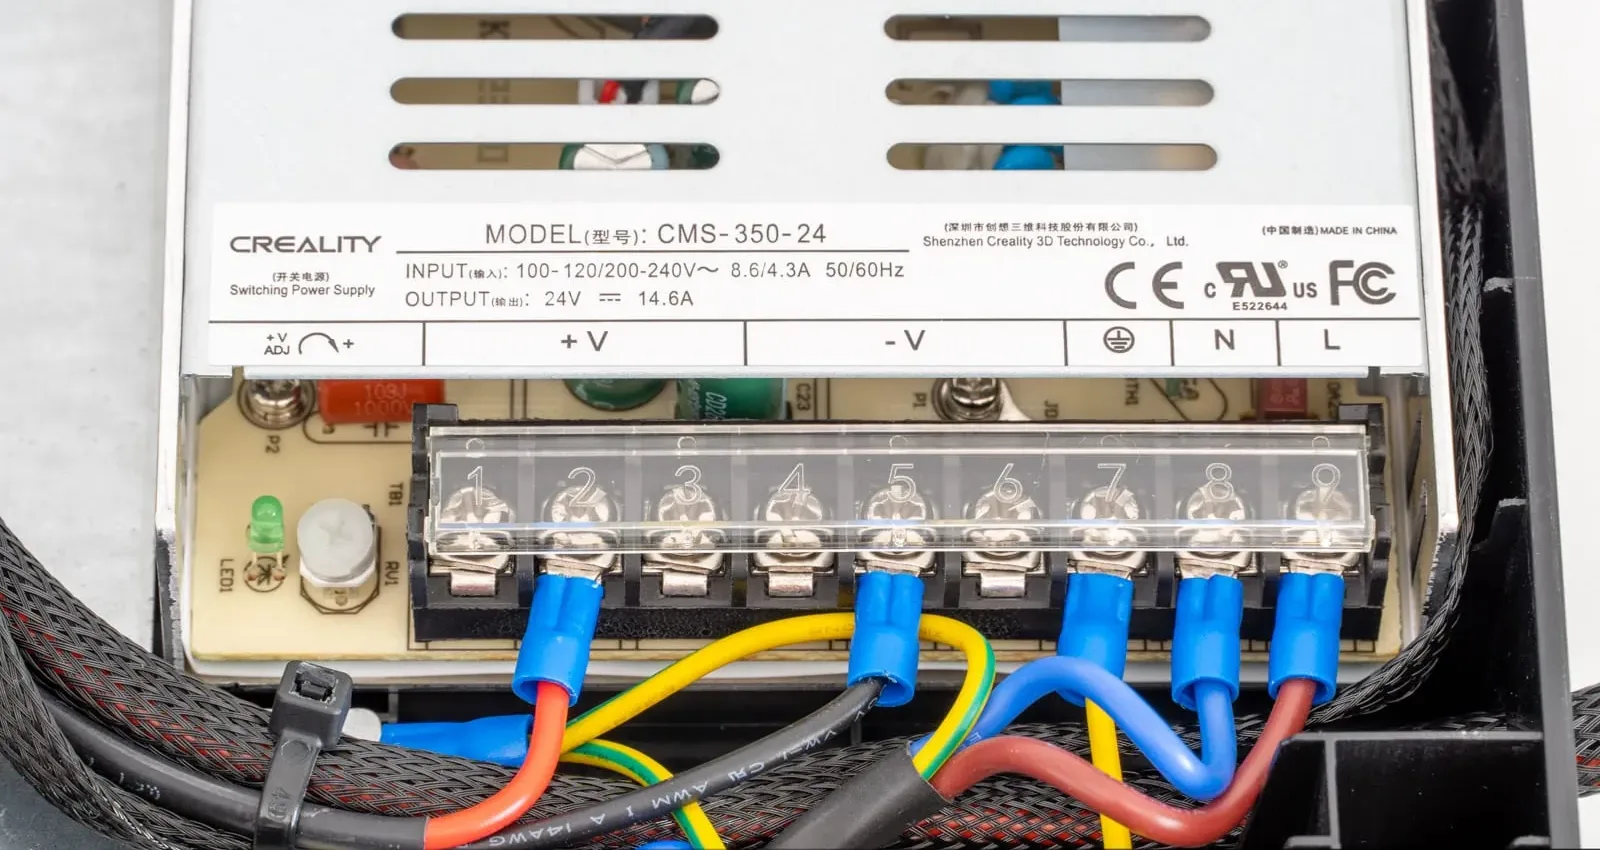 CREALITY
(开关电源)
Switching Power Supply
MODEL(型号): CMS-350-24
INPUT(输入): 100-120/200-240V～ 8.6/4.3A 50/60Hz
OUTPUT(输出): 24V ⎓ 14.6A
(深圳市创想三维科技股份有限公司)
Shenzhen Creality 3D Technology Co., Ltd.
(中国制造) MADE IN CHINA
CE c RU® US FC
E522644
+V ADJ +
+V
-V
N
L
C23
P1
TH1
P2
TB1
1 2 3 4 5 6 7 8 9
LED1
RV1
AWM I A 14AWG